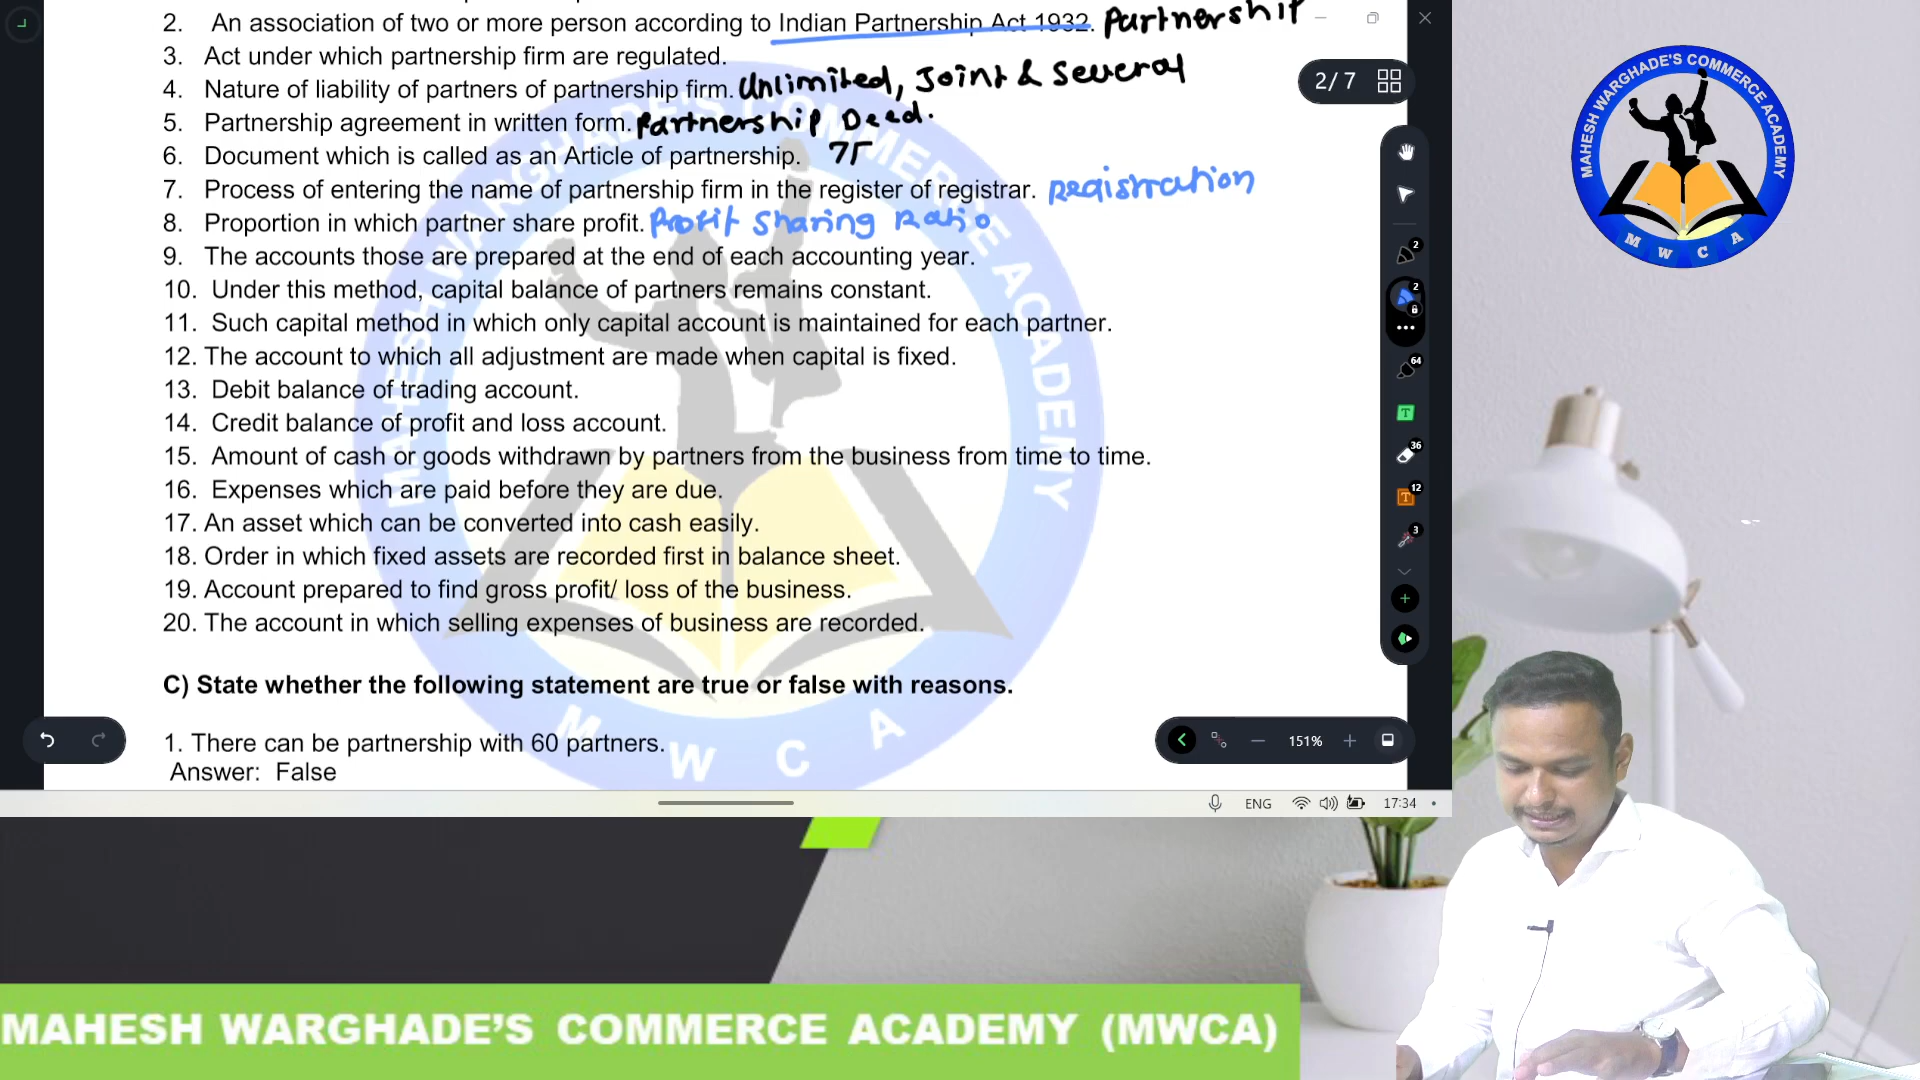 2. An association of two or more person according to Indian Partnership Act 1932. Partnership
3. Act under which partnership firm are regulated.
4. Nature of liability of partners of partnership firm. Unlimited, Joint & Several
5. Partnership agreement in written form. Partnership Deed.
6. Document which is called as an Article of partnership.
7. Process of entering the name of partnership firm in the register of registrar. Registration
8. Proportion in which partner share profit. Profit Sharing Ratio
9. The accounts those are prepared at the end of each accounting year.
10. Under this method, capital balance of partners remains constant.
11. Such capital method in which only capital account is maintained for each partner.
12. The account to which all adjustment are made when capital is fixed.
13. Debit balance of trading account.
14. Credit balance of profit and loss account.
15. Amount of cash or goods withdrawn by partners from the business from time to time.
16. Expenses which are paid before they are due.
17. An asset which can be converted into cash easily.
18. Order in which fixed assets are recorded first in balance sheet.
19. Account prepared to find gross profit/ loss of the business.
20. The account in which selling expenses of business are recorded.
C) State whether the following statement are true or false with reasons.
1. There can be partnership with 60 partners.
Answer: False
MAHESH WARGHADE'S COMMERCE ACADEMY
M W C A
2/7
2
2
64
T
36
T 12
3
151%
ENG 17:34
MAHESH WARGHADE'S COMMERCE ACADEMY
M W C A
MAHESH WARGHADE’S COMMERCE ACADEMY (MWCA)